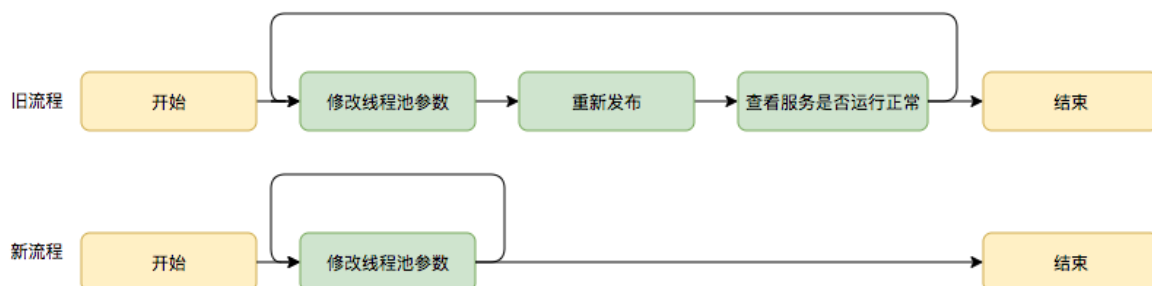 旧流程
开始
修改线程池参数
重新发布
查看服务是否运行正常
结束
新流程
开始
修改线程池参数
结束